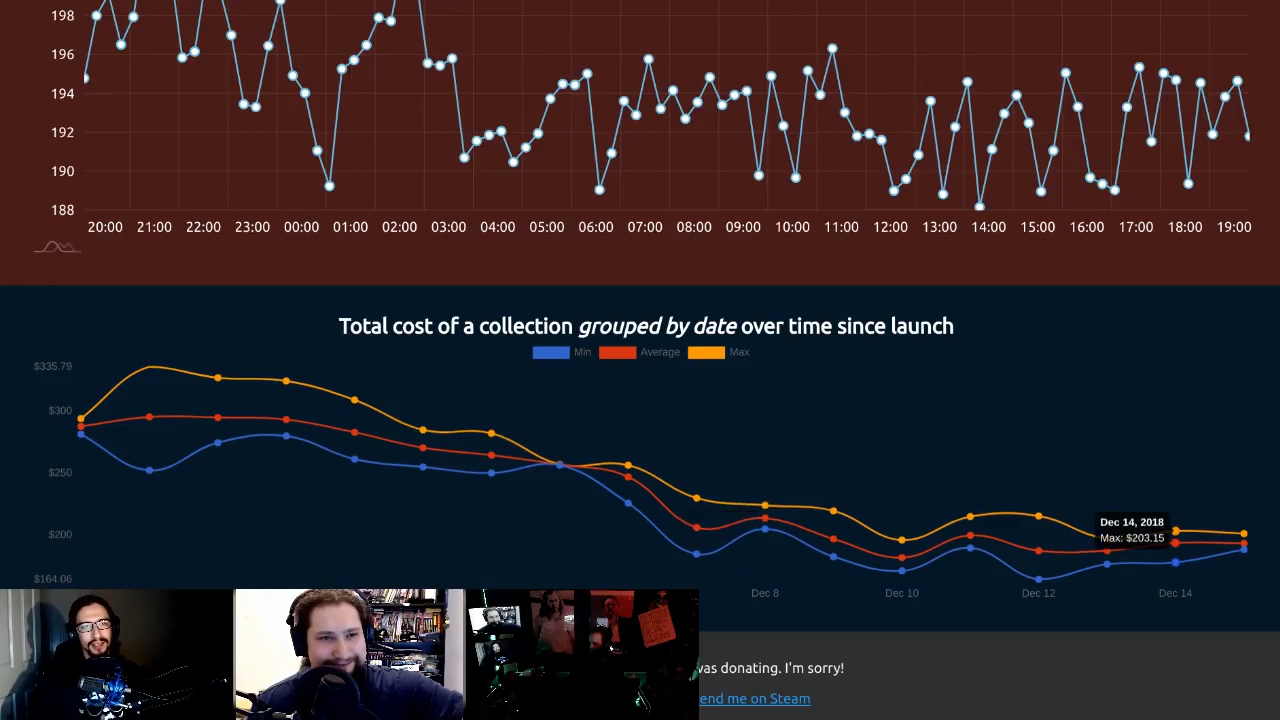 198
196
194
192
190
188
20:00 21:00 22:00 23:00 00:00 01:00 02:00 03:00 04:00 05:00 06:00 07:00 08:00 09:00 10:00 11:00 12:00 13:00 14:00 15:00 16:00 17:00 18:00 19:00
Total cost of a collection grouped by date over time since launch
Min Average Max
$335.79
$300
$250
$200
$164.06
Dec 14, 2018
Max: $203.15
Dec 8 Dec 10 Dec 12 Dec 14
was donating. I'm sorry!
end me on Steam